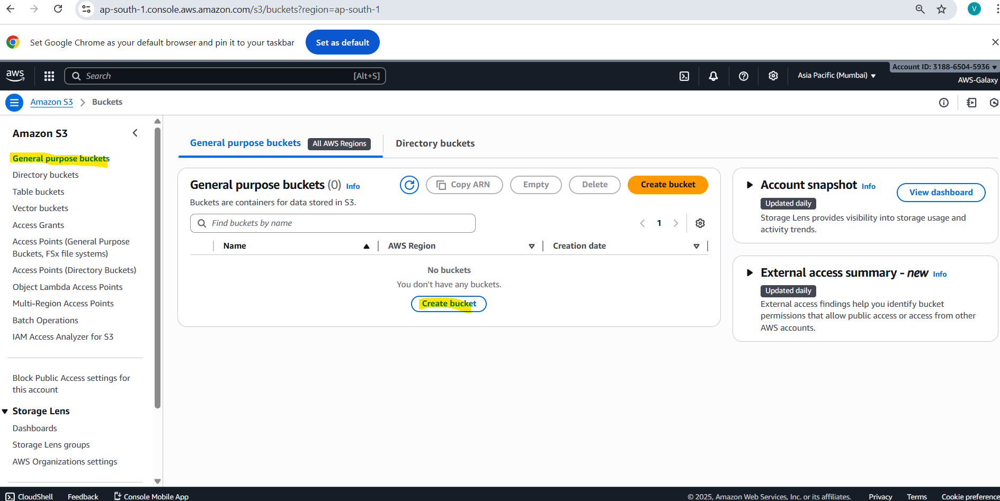 ap-south-1.console.aws.amazon.com/s3/buckets?region=ap-south-1
V
Set Google Chrome as your default browser and pin it to your taskbar
Set as default
aws
Search
[Alt+S]
Asia Pacific (Mumbai)
Account ID: 3188-6504-5936
AWS-Galaxy
Amazon S3
Buckets
Amazon S3
General purpose buckets
Directory buckets
Table buckets
Vector buckets
Access Grants
Access Points (General Purpose
Buckets, FSx file systems)
Access Points (Directory Buckets)
Object Lambda Access Points
Multi-Region Access Points
Batch Operations
IAM Access Analyzer for S3
Block Public Access settings for
this account
Storage Lens
Dashboards
Storage Lens groups
AWS Organizations settings
General purpose buckets
All AWS Regions
Directory buckets
General purpose buckets (0) Info
Copy ARN
Empty
Delete
Create bucket
Buckets are containers for data stored in S3.
Find buckets by name
1
Name
AWS Region
Creation date
No buckets
You don't have any buckets.
Create bucket
Account snapshot Info
View dashboard
Updated daily
Storage Lens provides visibility into storage usage and
activity trends.
External access summary - new Info
Updated daily
External access findings help you identify bucket
permissions that allow public access or access from other
AWS accounts.
CloudShell
Feedback
Console Mobile App
© 2025, Amazon Web Services, Inc. or its affiliates.
Privacy
Terms
Cookie preference